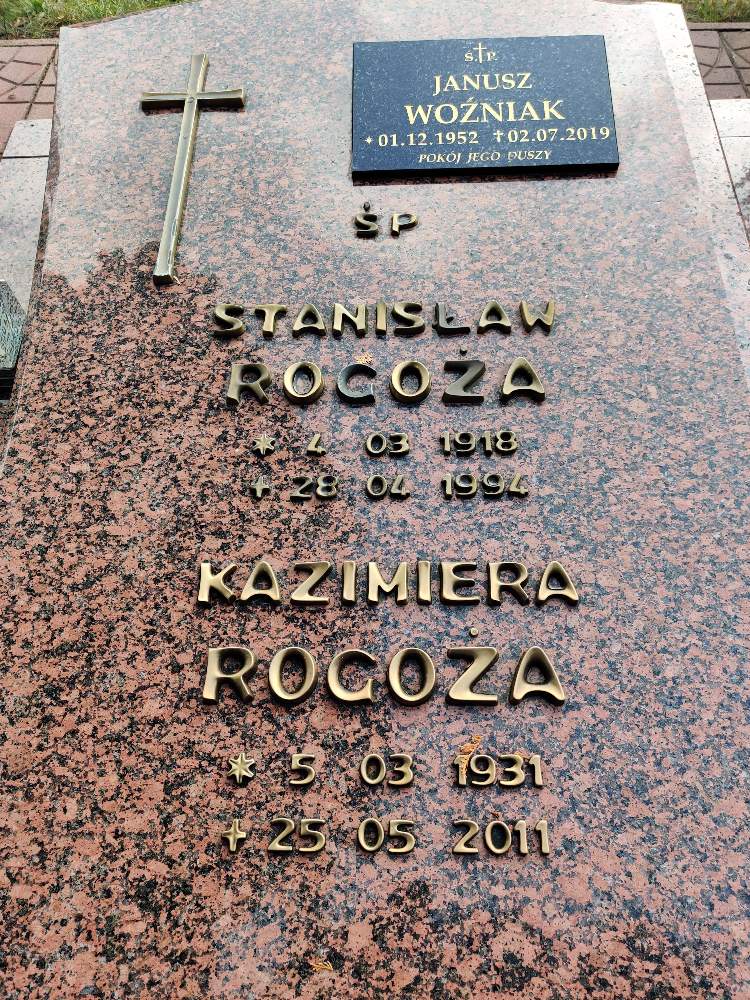 Ś.†P.
JANUSZ
WOŹNIAK
*01.12.1952 †02.07.2019
POKÓJ JEGO DUSZY
ŚP
STANISŁAW
ROGOŻA
* 4 03 1918
+ 28 04 1994
KAZIMIERA
ROGOŻA
* 5 03 1931
+ 25 05 2011